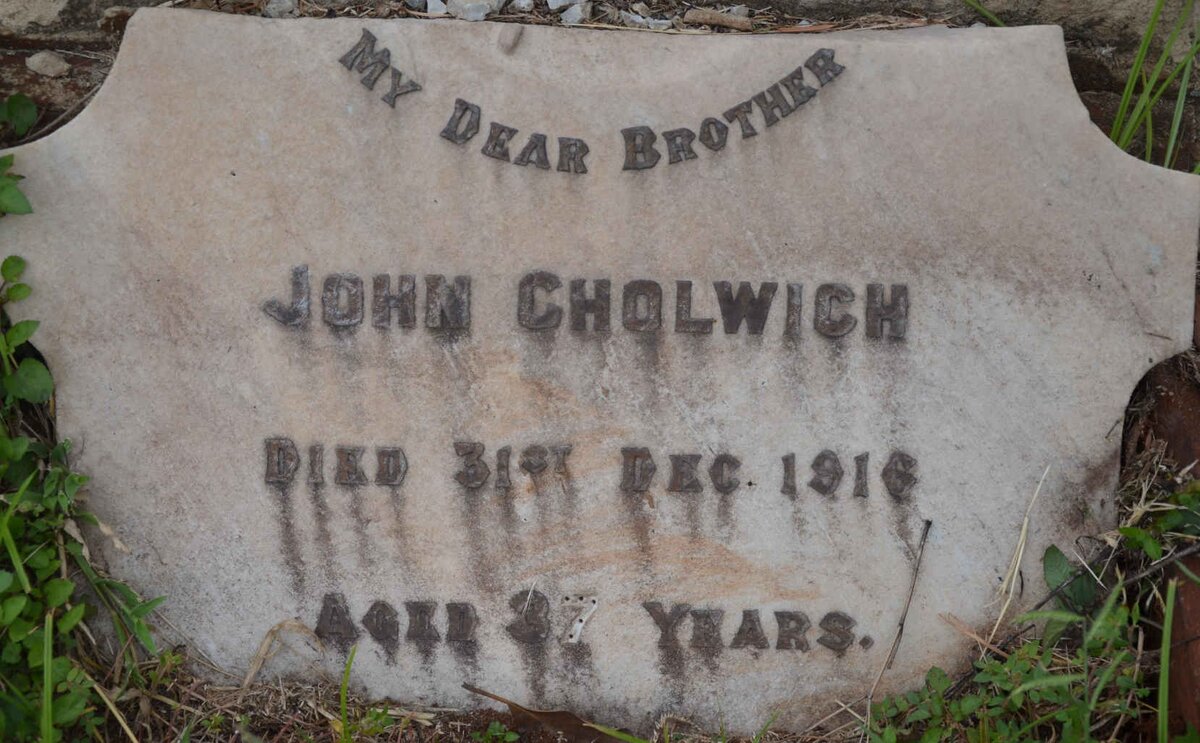 MY DEAR BROTHER
JOHN CHOLWICH
DIED 31ST DEC 1916
AGED 37 YEARS.